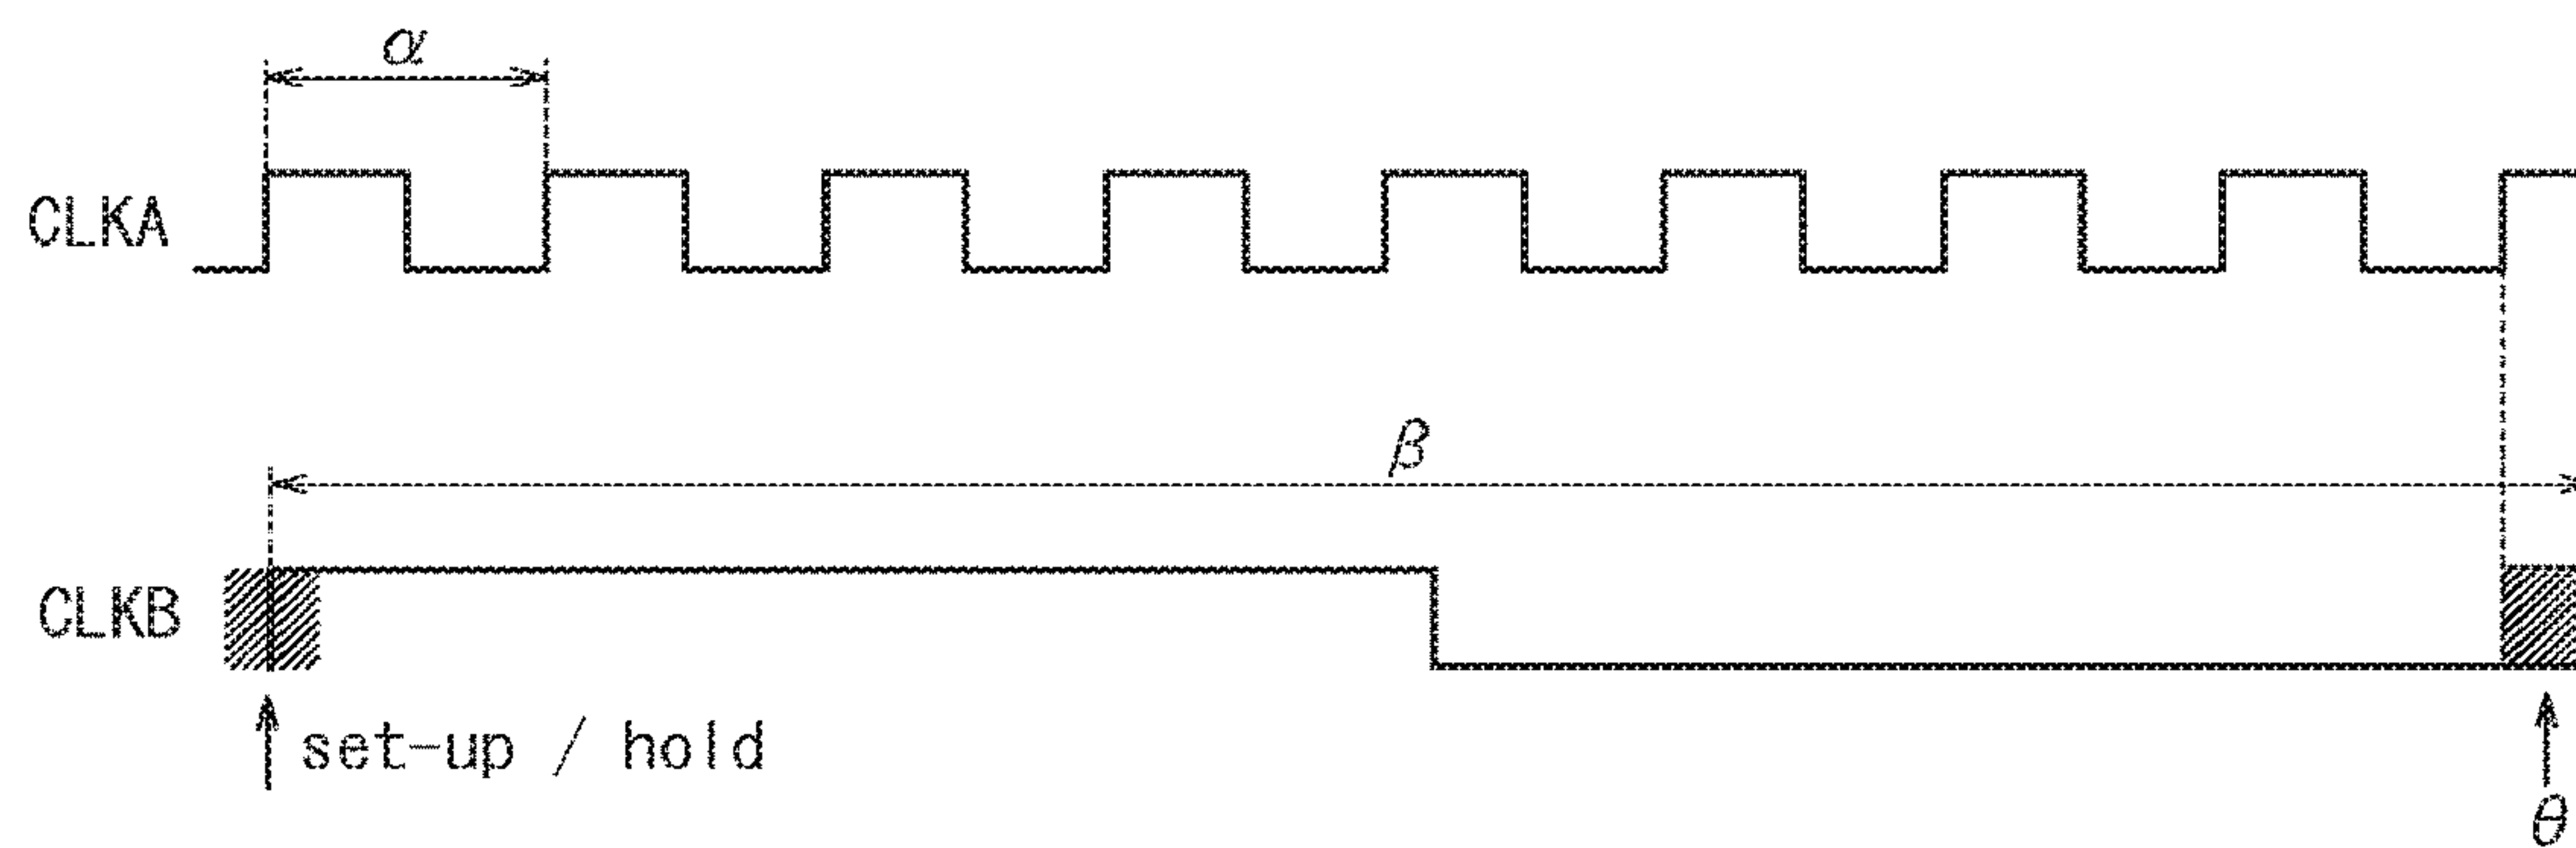 α
CLKA
β
CLKB
set-up / hold
θ